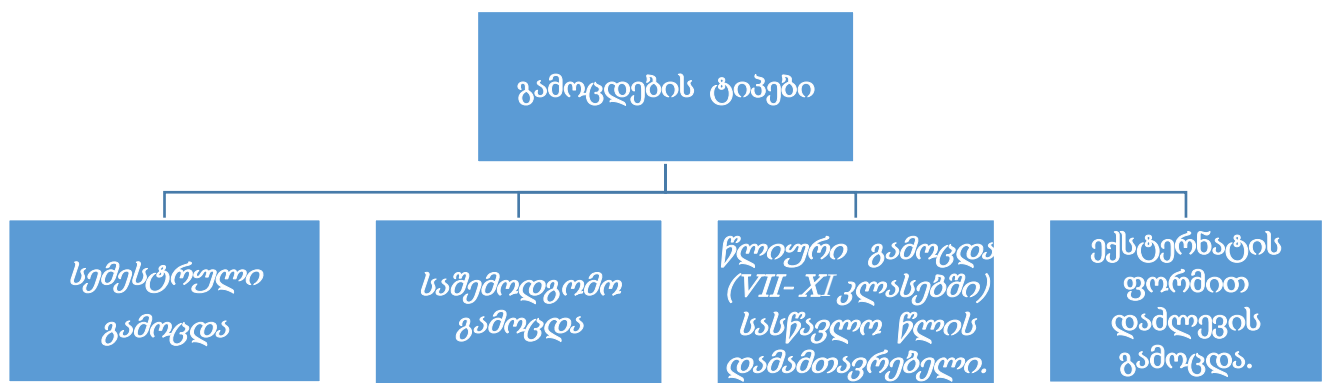 გამოცდების ტიპები
სემესტრული
გამოცდა
საშემოდგომო
გამოცდა
წლიური გამოცდა
(VII- XI კლასებში)
სასწავლო წლის
დამამთავრებელი.
ექსტერნატის
ფორმით
დაძლევის
გამოცდა.